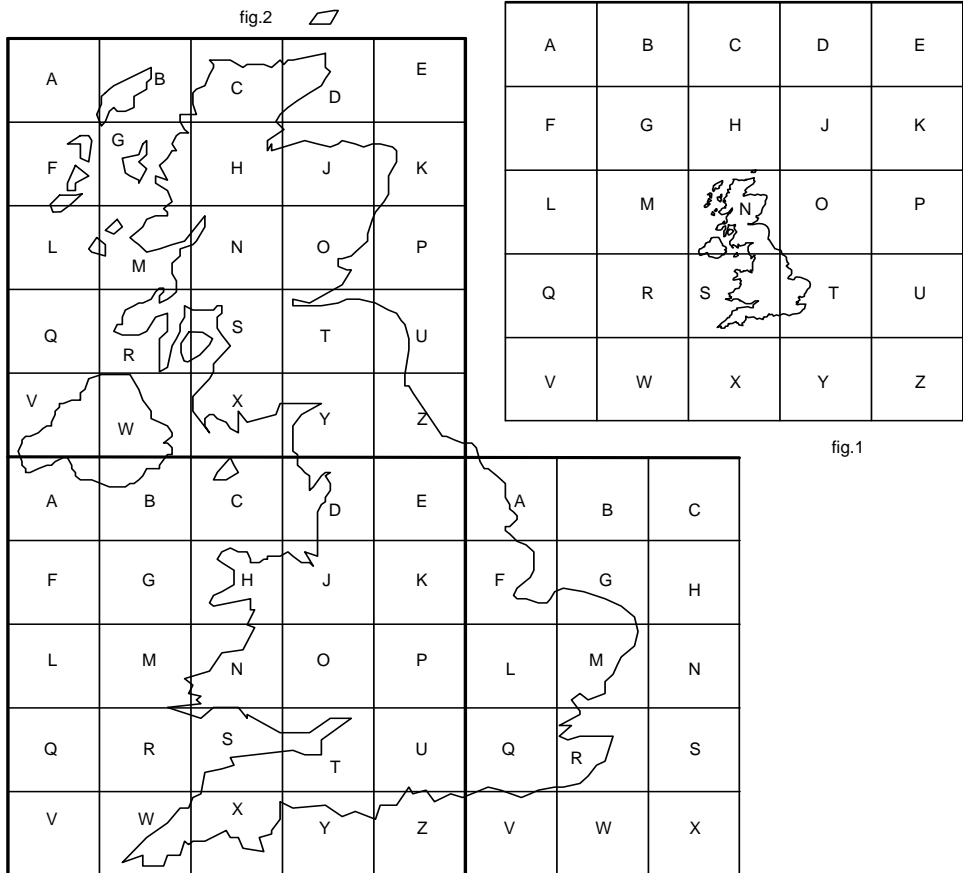 fig.2
A B C D E
F G H J K
L M N O P
Q R S T U
V W X Y Z
A B C D E A B C
F G H J K F G H
L M N O P L M N
Q R S T U Q R S
V W X Y Z V W X
A B C D E
F G H J K
L M N O P
Q R S T U
V W X Y Z
fig.1